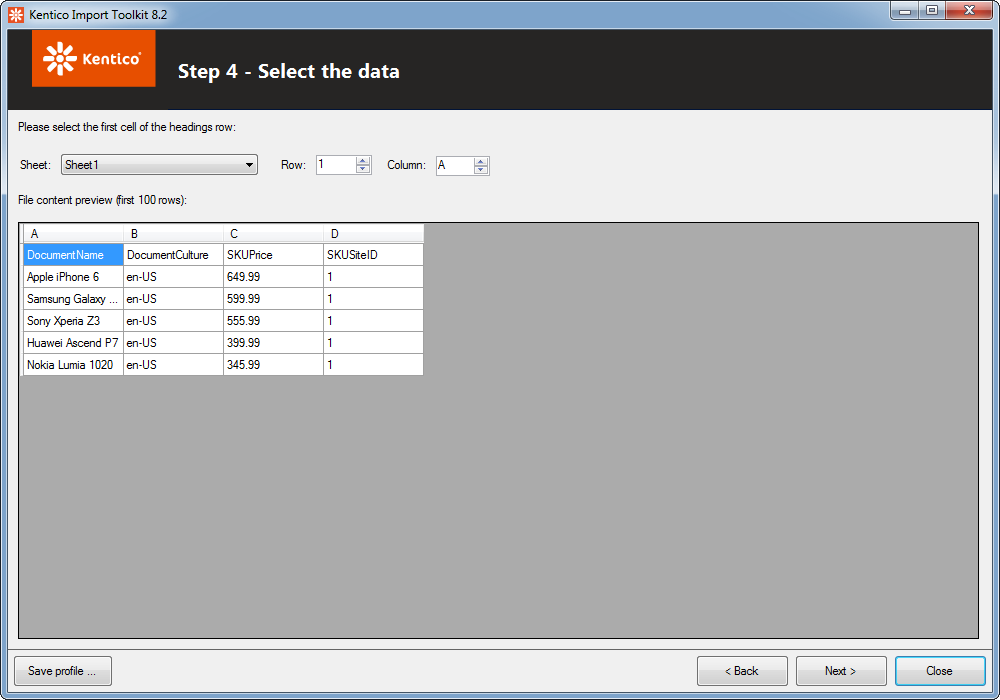 Kentico Import Toolkit 8.2
Kentico
Step 4 - Select the data
Please select the first cell of the headings row:
Sheet: Sheet1 Row: 1 Column: A
File content preview (first 100 rows):
A B C D
DocumentName DocumentCulture SKUPrice SKUSiteID
Apple iPhone 6 en-US 649.99 1
Samsung Galaxy ... en-US 599.99 1
Sony Xperia Z3 en-US 555.99 1
Huawei Ascend P7 en-US 399.99 1
Nokia Lumia 1020 en-US 345.99 1
Save profile ... < Back Next > Close